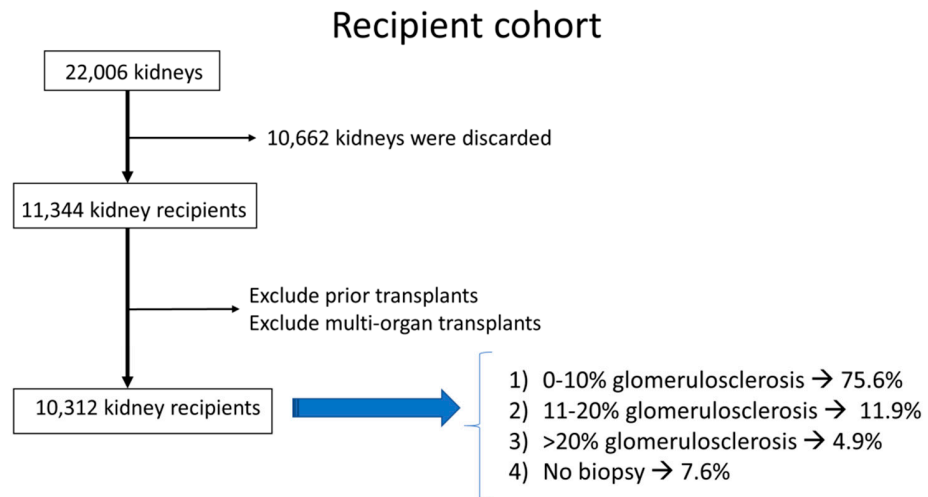 Recipient cohort
22,006 kidneys
10,662 kidneys were discarded
11,344 kidney recipients
Exclude prior transplants
Exclude multi-organ transplants
10,312 kidney recipients
1) 0-10% glomerulosclerosis → 75.6%
2) 11-20% glomerulosclerosis → 11.9%
3) >20% glomerulosclerosis → 4.9%
4) No biopsy → 7.6%